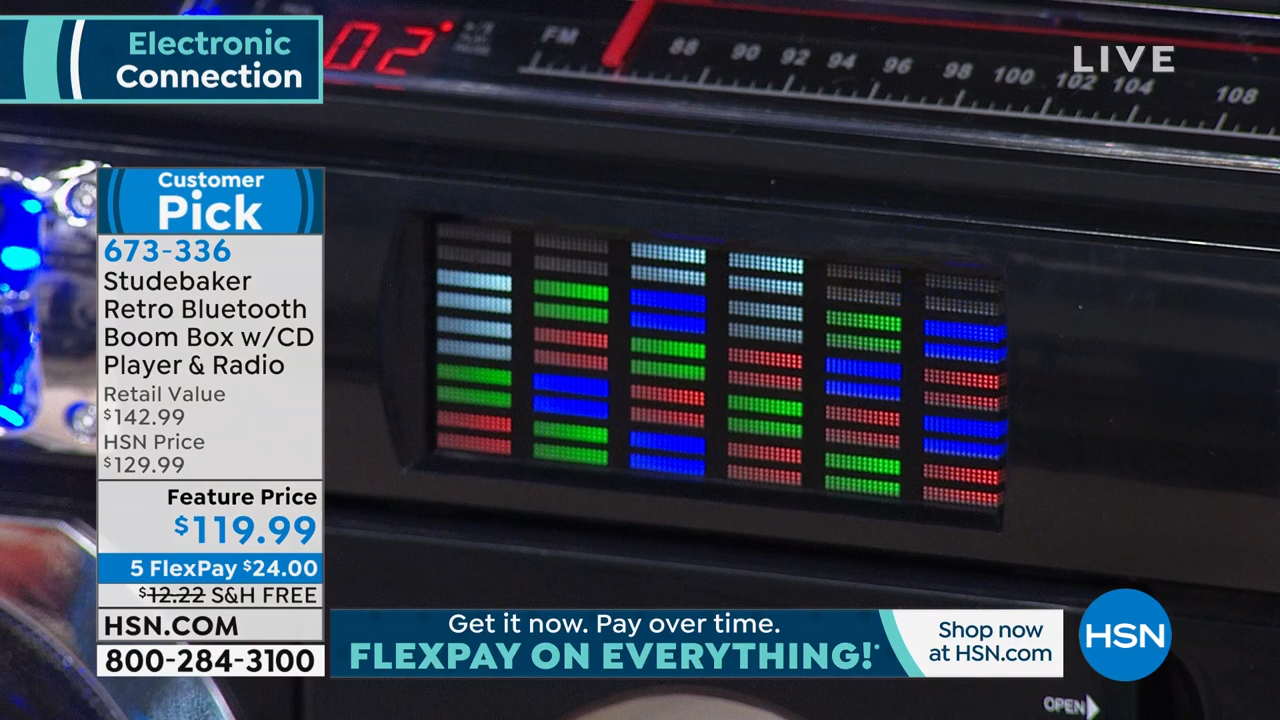 Electronic
Connection
02
FM
88 90 92 94 96 98 100 102 104 108
LIVE
Customer
Pick
673-336
Studebaker
Retro Bluetooth
Boom Box w/CD
Player & Radio
Retail Value
$142.99
HSN Price
$129.99
Feature Price
$119.99
5 FlexPay $24.00
$12.22 S&H FREE
HSN.COM
800-284-3100
Get it now. Pay over time.
FLEXPAY ON EVERYTHING!*
Shop now
at HSN.com
HSN
OPEN